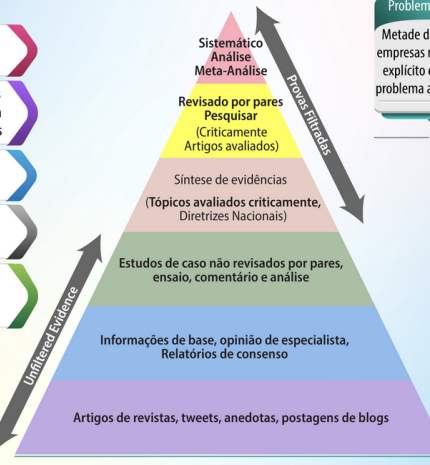 Problem
Metade d
empresas
explícito
problema a
Sistemático
Análise
Meta-Análise
Revisado por pares
Pesquisar
(Criticamente
Artigos avaliados)
Provas Filtradas
Síntese de evidências
(Tópicos avaliados criticamente,
Diretrizes Nacionais)
Estudos de caso não revisados por pares,
ensaio, comentário e análise
Unfiltered Evidence
Informações de base, opinião de especialista,
Relatórios de consenso
Artigos de revistas, tweets, anedotas, postagens de blogs